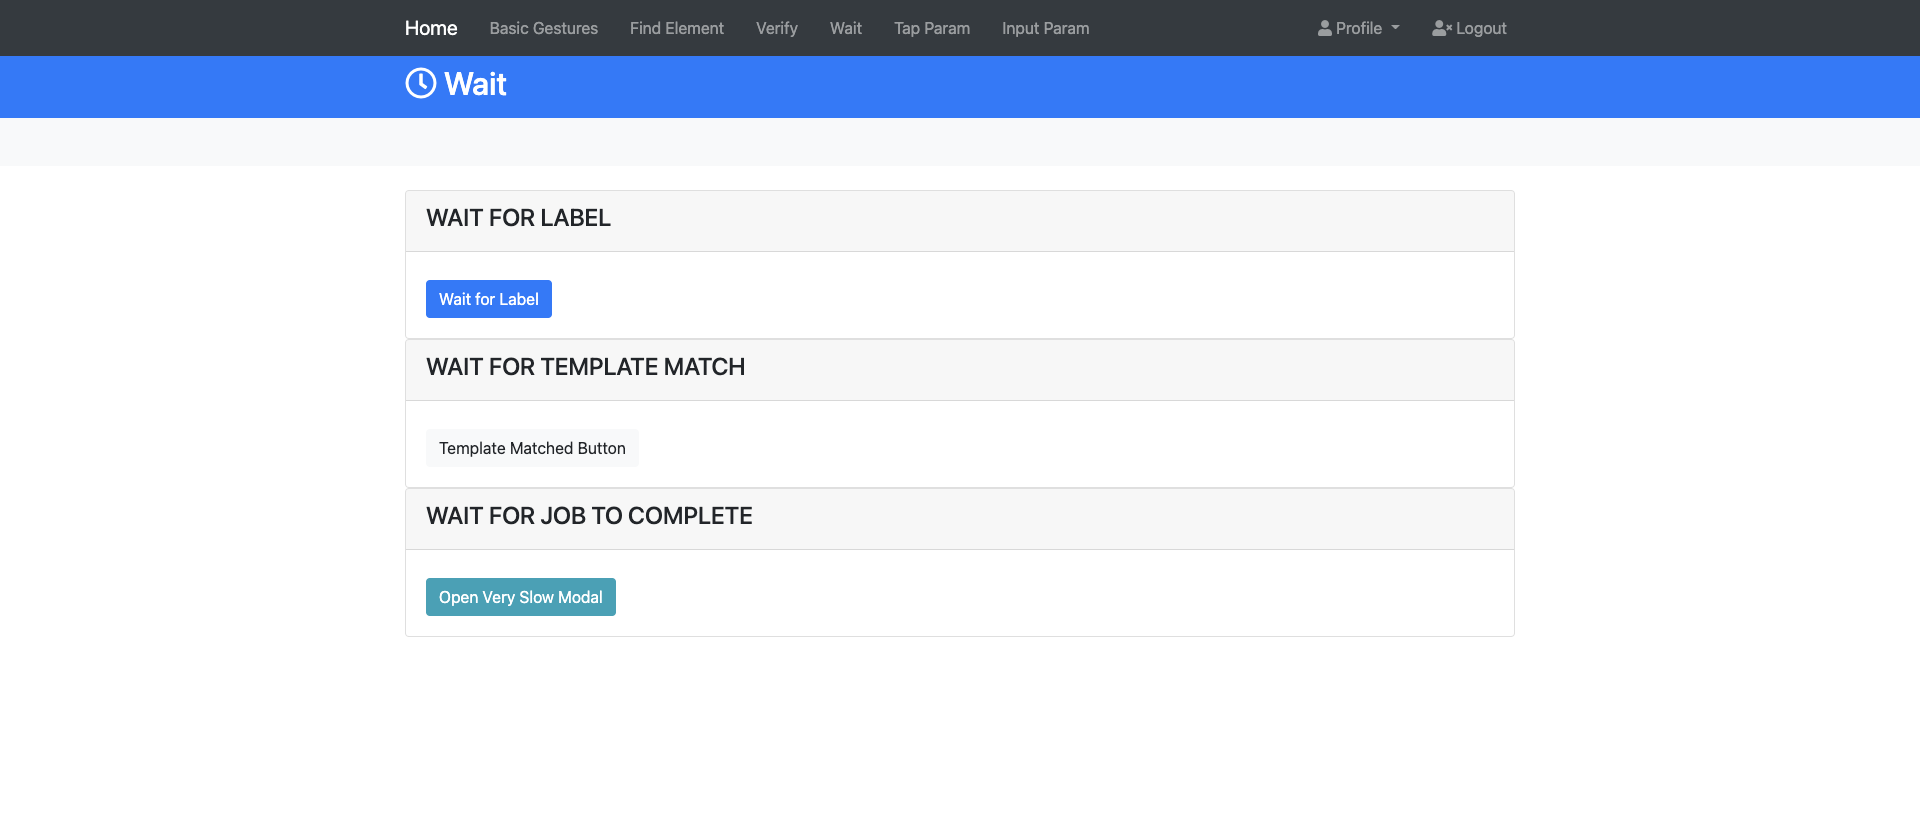 Home Basic Gestures Find Element Verify Wait Tap Param Input Param Profile Logout
Wait
WAIT FOR LABEL
Wait for Label
WAIT FOR TEMPLATE MATCH
Template Matched Button
WAIT FOR JOB TO COMPLETE
Open Very Slow Modal